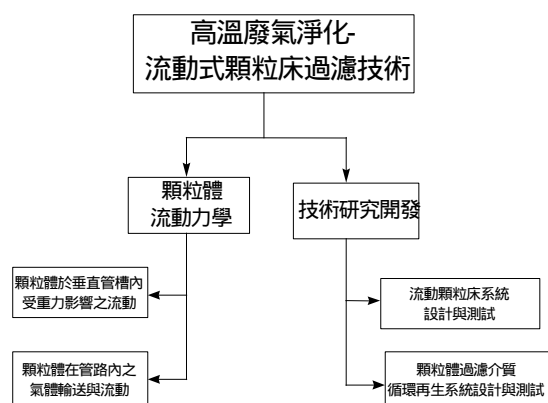 高溫廢氣淨化-
流動式顆粒床過濾技術
顆粒體
流動力學
技術研究開發
顆粒體於垂直管槽內
受重力影響之流動
流動顆粒床系統
設計與測試
顆粒體在管路內之
氣體輸送與流動
顆粒體過濾介質
循環再生系統設計與測試